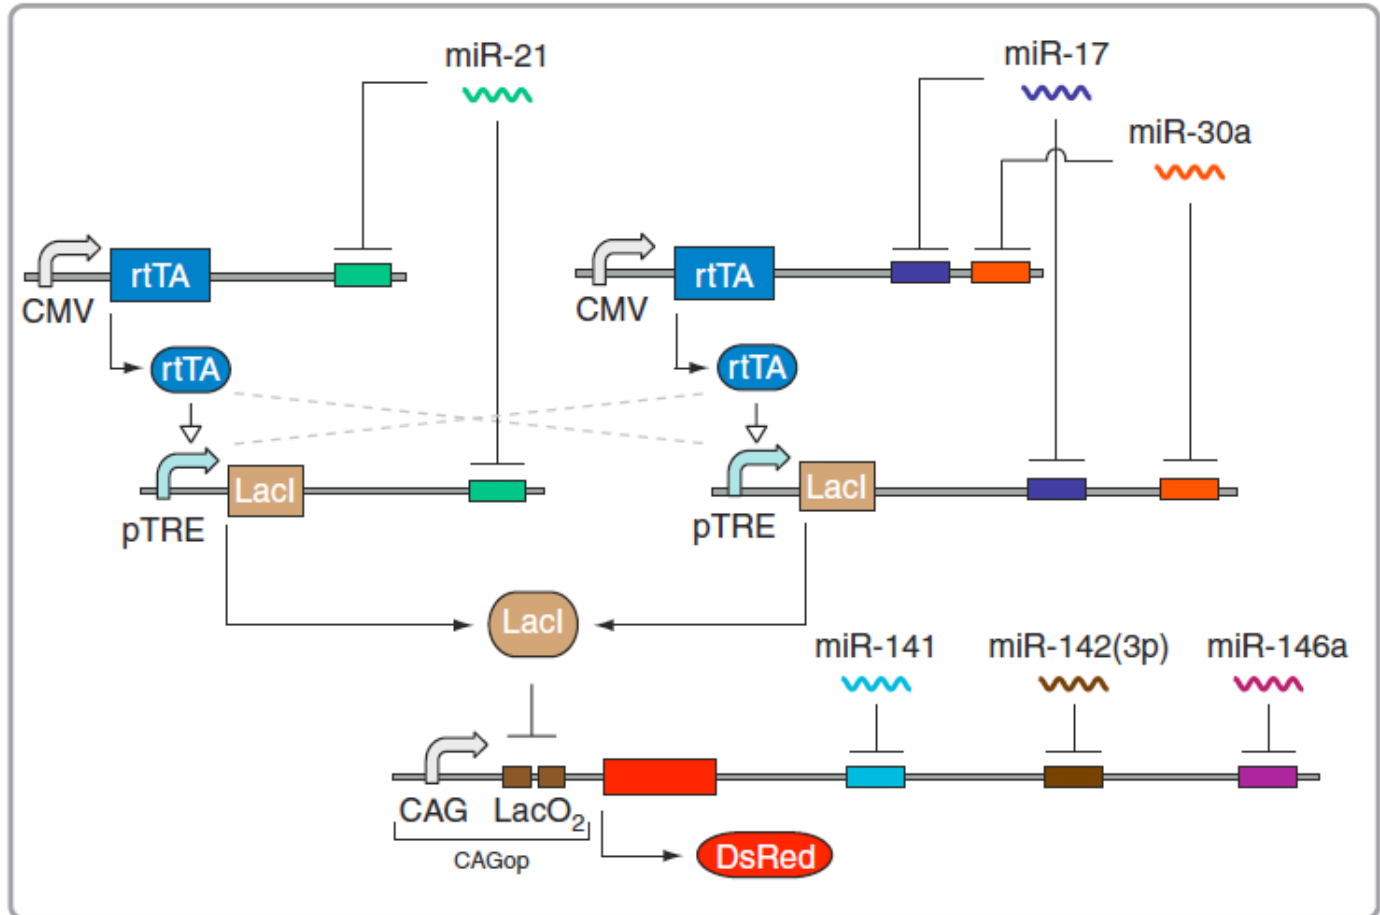 miR-21
miR-17
miR-30a
rtTA
rtTA
CMV
CMV
rtTA
rtTA
LacI
LacI
pTRE
pTRE
LacI
miR-141
miR-142(3p)
miR-146a
CAG
LacO2
CAGop
DsRed